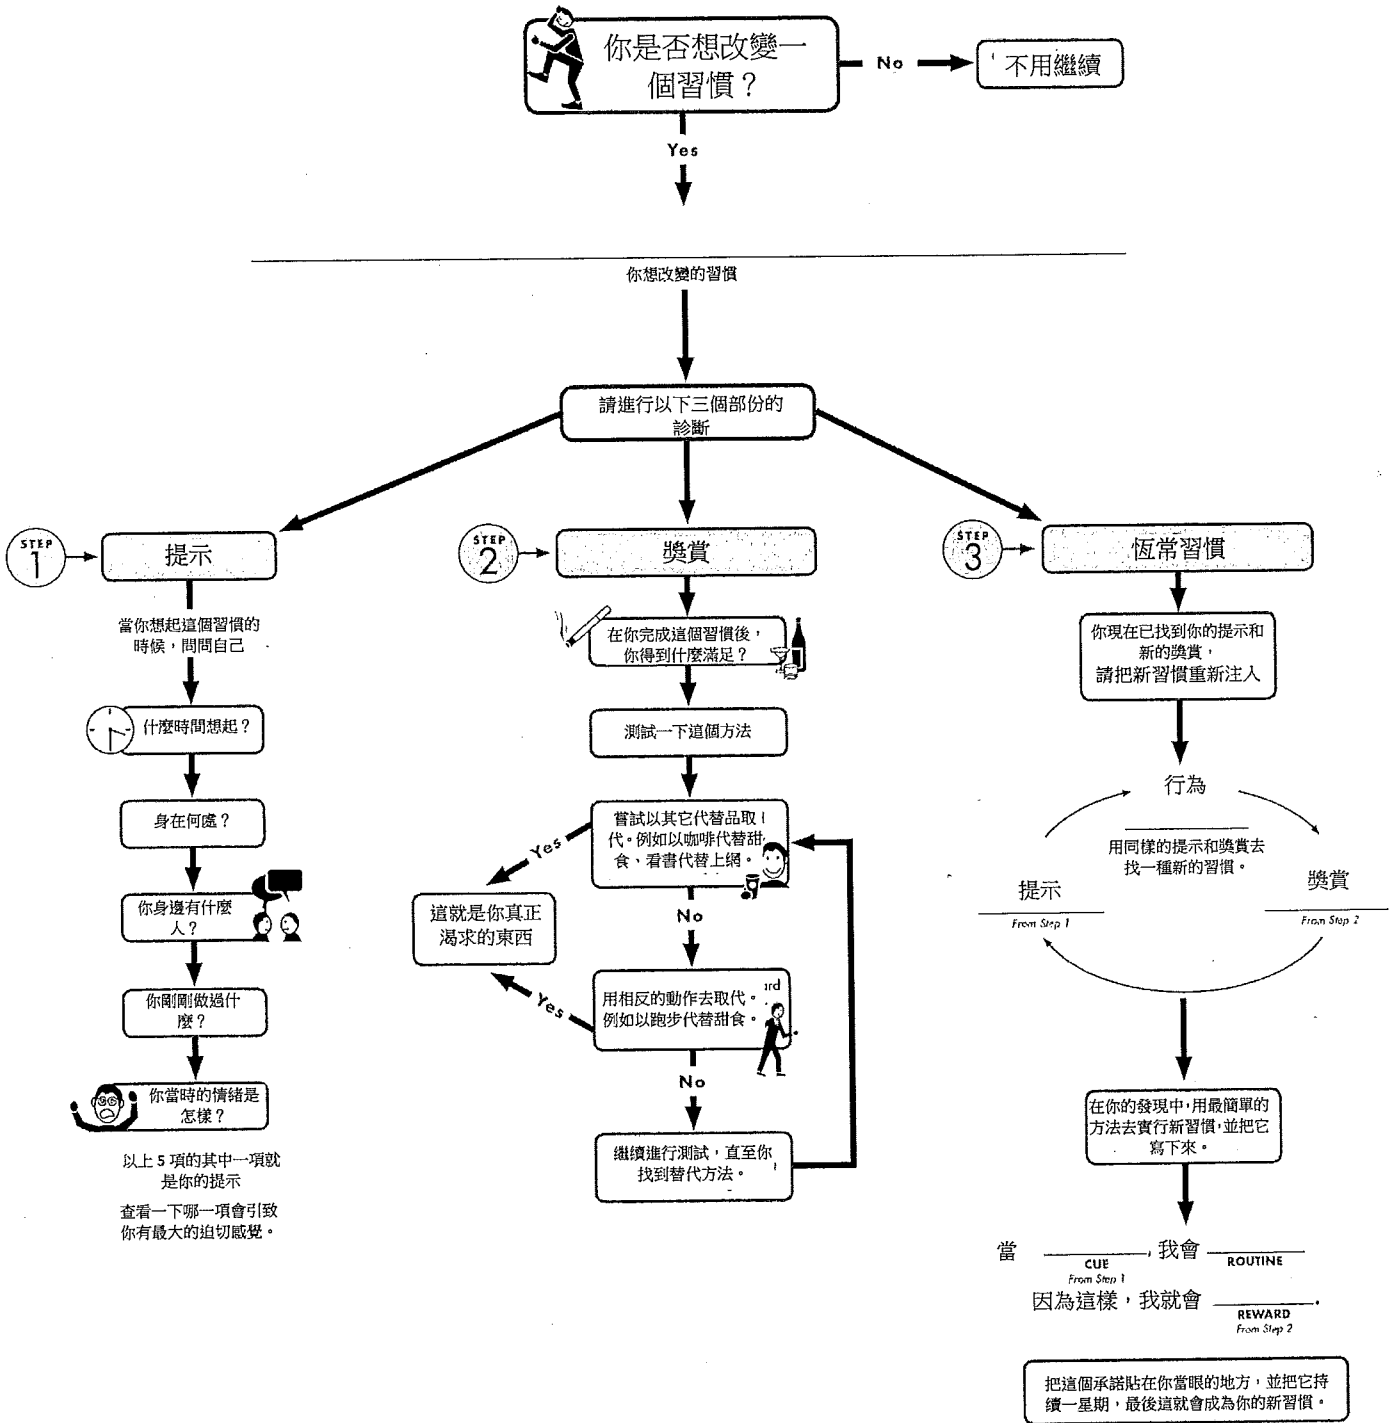 你是否想改變一
個習慣？
No
不用繼續
Yes
你想改變的習慣
請進行以下三個部份的
診斷
STEP
1
提示
當你想起這個習慣的
時候，問問自己
什麼時間想起？
身在何處？
你身邊有什麼
人？
你剛剛做過什
麼？
你當時的情緒是
怎樣？
以上 5 項的其中一項就
是你的提示
查看一下哪一項會引致
你有最大的迫切感覺。
STEP
2
獎賞
在你完成這個習慣後，
你得到什麼滿足？
測試一下這個方法
嘗試以其它代替品取
代。例如以咖啡代替甜
食、看書代替上網。
Yes
這就是你真正
渴求的東西
No
用相反的動作去取代。
例如以跑步代替甜食。
rd
Yes
No
繼續進行測試，直至你
找到替代方法。
STEP
3
恆常習慣
你現在已找到你的提示和
新的獎賞，
請把新習慣重新注入
行為
用同樣的提示和獎賞去
找一種新的習慣。
提示
From Step 1
獎賞
From Step 2
在你的發現中，用最簡單的
方法去實行新習慣，並把它
寫下來。
當 ，我會
CUE
From Step 1
ROUTINE
因為這樣，我就會 .
REWARD
From Step 2
把這個承諾貼在你當眼的地方，並把它持
續一星期，最後這就會成為你的新習慣。